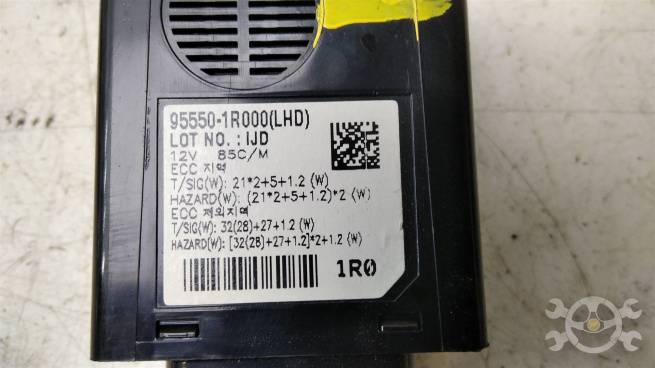 95550-1R000(LHD)
LOT NO. : IJD
12V 85C/M
ECC 지역
T/SIG(W): 21*2+5+1.2 (W)
HAZARD(W): (21*2+5+1.2)*2 (W)
ECC 제외지역
T/SIG(W): 32(28)+27+1.2 (W)
HAZARD(W): [32(28)+27+1.2]*2+1.2 (W)
1R0